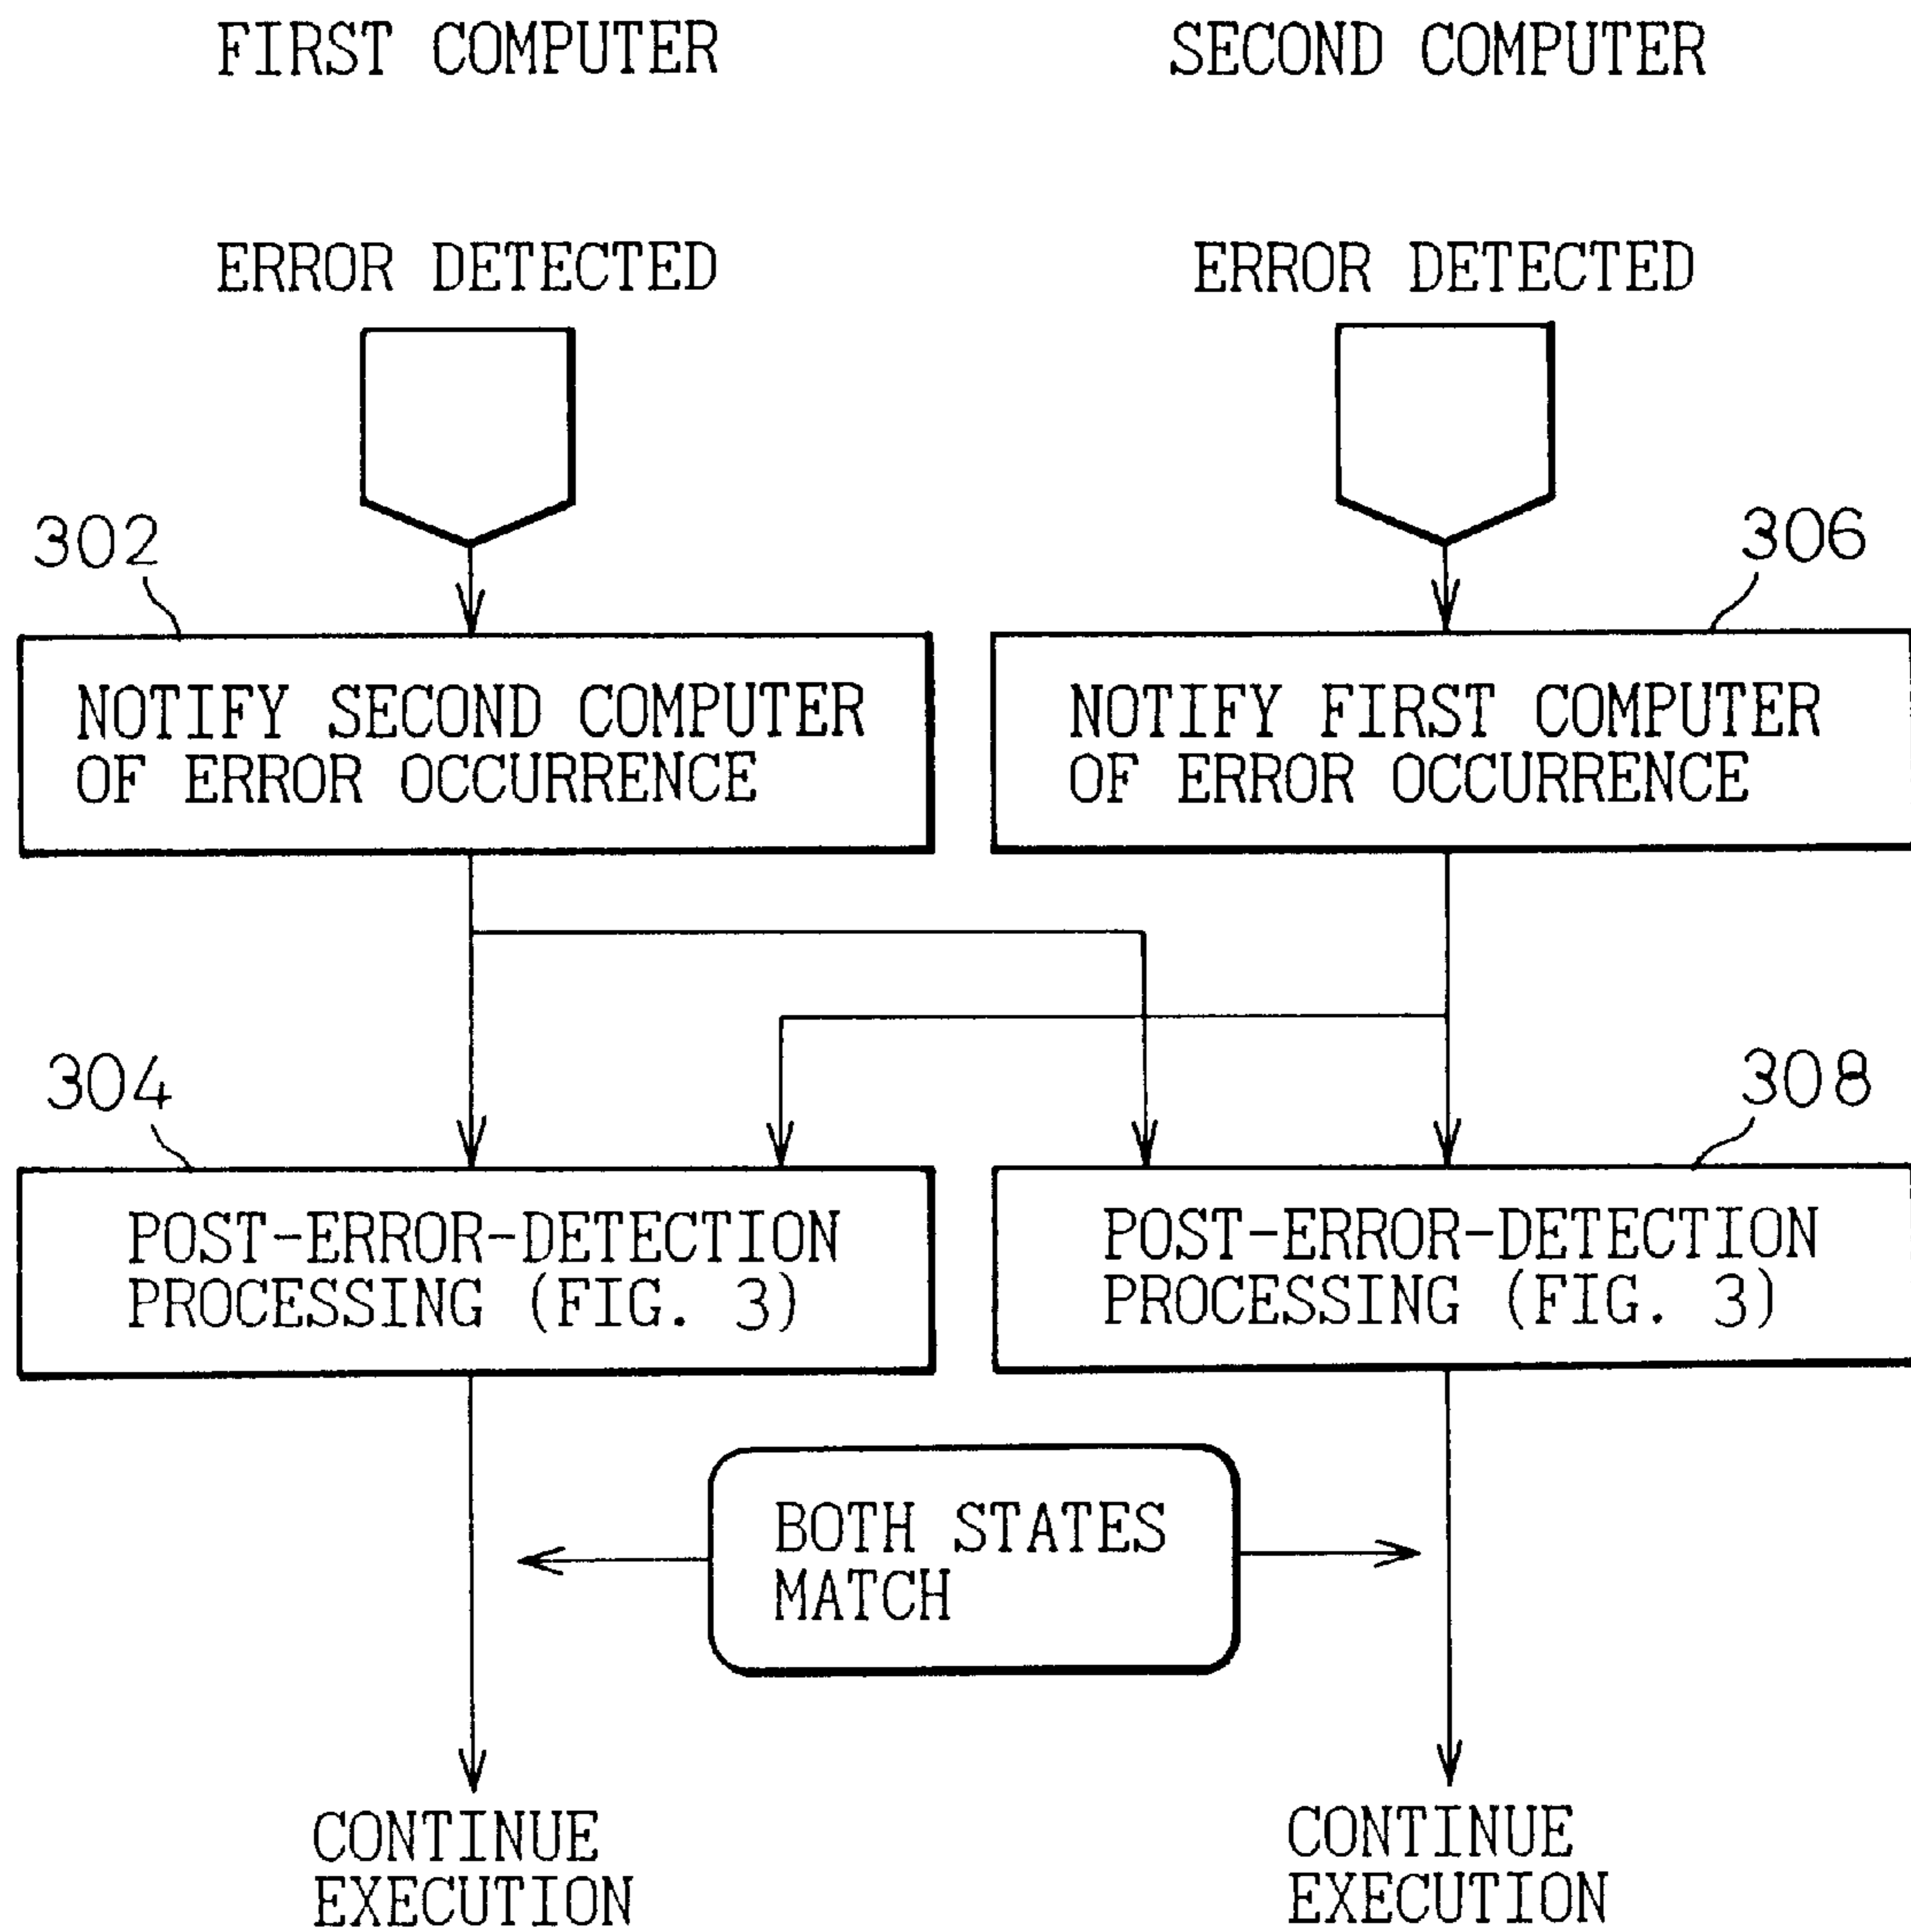 FIRST COMPUTER
SECOND COMPUTER
ERROR DETECTED
ERROR DETECTED
302
306
NOTIFY SECOND COMPUTER
OF ERROR OCCURRENCE
NOTIFY FIRST COMPUTER
OF ERROR OCCURRENCE
304
308
POST-ERROR-DETECTION
PROCESSING (FIG. 3)
POST-ERROR-DETECTION
PROCESSING (FIG. 3)
BOTH STATES
MATCH
CONTINUE
EXECUTION
CONTINUE
EXECUTION